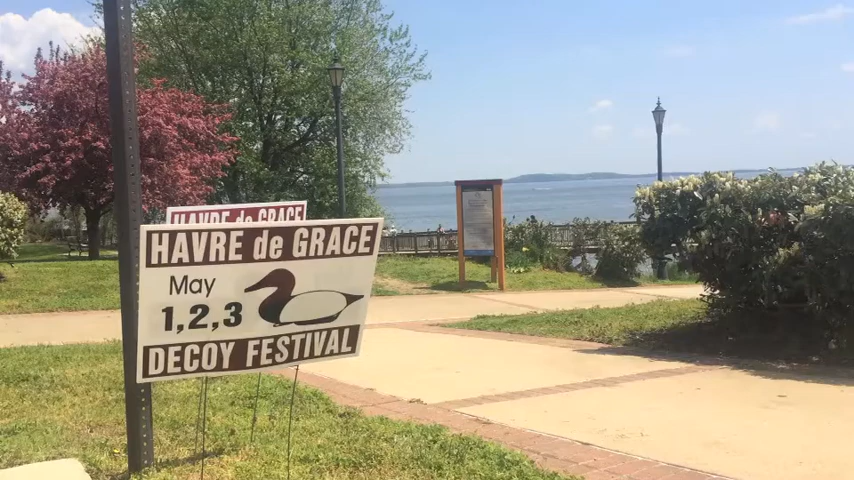 HAVRE de GRACE
HAVRE de GRACE
May
1,2,3
DECOY FESTIVAL